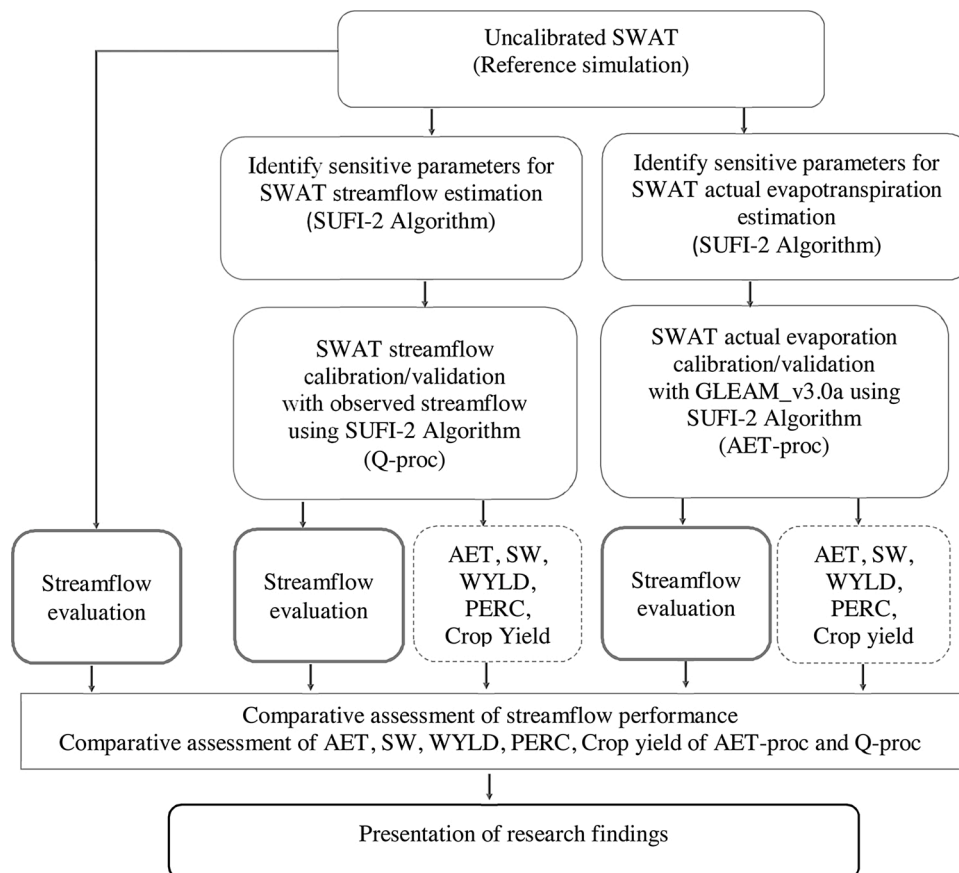 Uncalibrated SWAT
(Reference simulation)
Identify sensitive parameters for
SWAT streamflow estimation
(SUFI-2 Algorithm)
Identify sensitive parameters for
SWAT actual evapotranspiration
estimation
(SUFI-2 Algorithm)
SWAT streamflow
calibration/validation
with observed streamflow
using SUFI-2 Algorithm
(Q-proc)
SWAT actual evaporation
calibration/validation
with GLEAM_v3.0a using
SUFI-2 Algorithm
(AET-proc)
Streamflow
evaluation
Streamflow
evaluation
AET, SW,
WYLD,
PERC,
Crop Yield
Streamflow
evaluation
AET, SW,
WYLD,
PERC,
Crop yield
Comparative assessment of streamflow performance
Comparative assessment of AET, SW, WYLD, PERC, Crop yield of AET-proc and Q-proc
Presentation of research findings